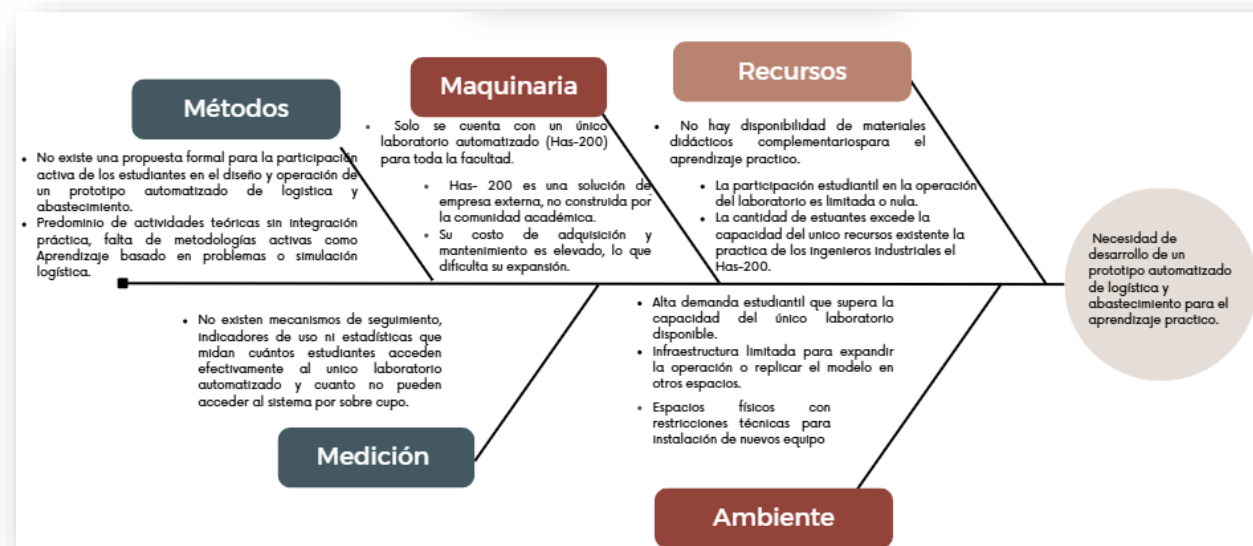 Métodos
No existe una propuesta formal para la participación
activa de los estudiantes en el diseño y operación de
un prototipo automatizado de logistica y
abastecimiento.
Predominio de actividades teóricas sin integración
práctica, falta de metodologías activas como
Aprendizaje basado en problemas o simulación
logística.
Maquinaria
Solo se cuenta con un único
laboratorio automatizado (Has-200)
para toda la facultad.
Has- 200 es una solución de
empresa externa, no construida por
la comunidad académica.
Su costo de adquisición y
mantenimiento es elevado, lo que
dificulta su expansión.
Recursos
No hay disponibilidad de materiales
didácticos complementariospara el
aprendizaje practico.
La participación estudiantil en la operación
del laboratorio es limitada o nula.
La cantidad de estuantes excede la
capacidad del unico recursos existente la
practica de los ingenieros industriales el
Has-200.
Necesidad de
desarrollo de un
prototipo automatizado
de logística y
abastecimiento para el
aprendizaje practico.
No existen mecanismos de seguimiento,
indicadores de uso ni estadísticas que
midan cuántos estudiantes acceden
efectivamente al unico laboratorio
automatizado y cuanto no pueden
acceder al sistema por sobre cupo.
Medición
Alta demanda estudiantil que supera la
capacidad del único laboratorio
disponible.
Infraestructura limitada para expandir
la operación o replicar el modelo en
otros espacios.
Espacios físicos con
restricciones técnicas para
instalación de nuevos equipo
Ambiente